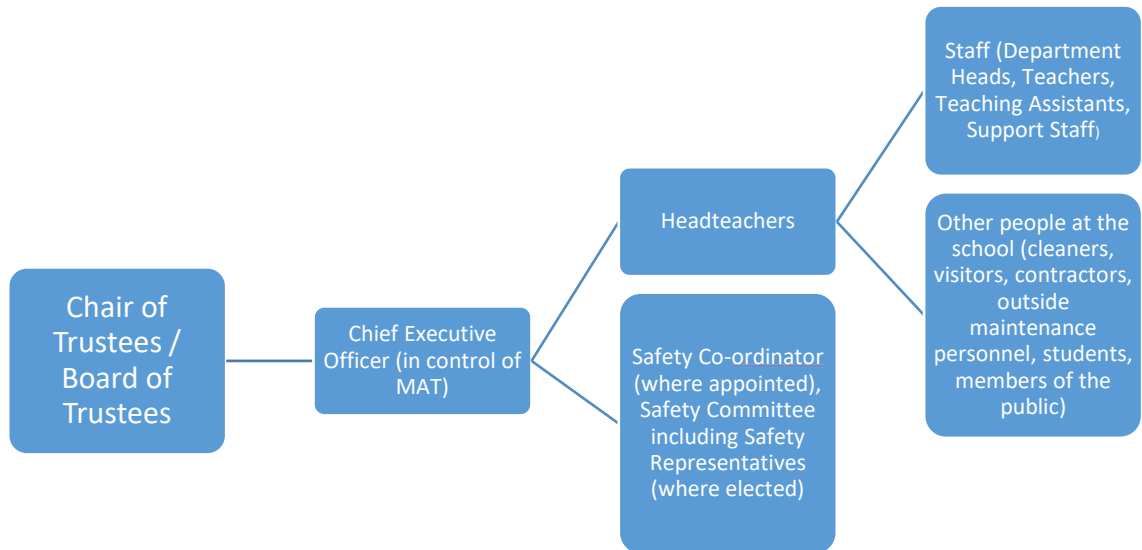 Chair of
Trustees /
Board of
Trustees
Chief Executive
Officer (in control of
MAT)
Headteachers
Safety Co-ordinator
(where appointed),
Safety Committee
including Safety
Representatives
(where elected)
Staff (Department
Heads, Teachers,
Teaching Assistants,
Support Staff)
Other people at the
school (cleaners,
visitors, contractors,
outside
maintenance
personnel, students,
members of the
public)